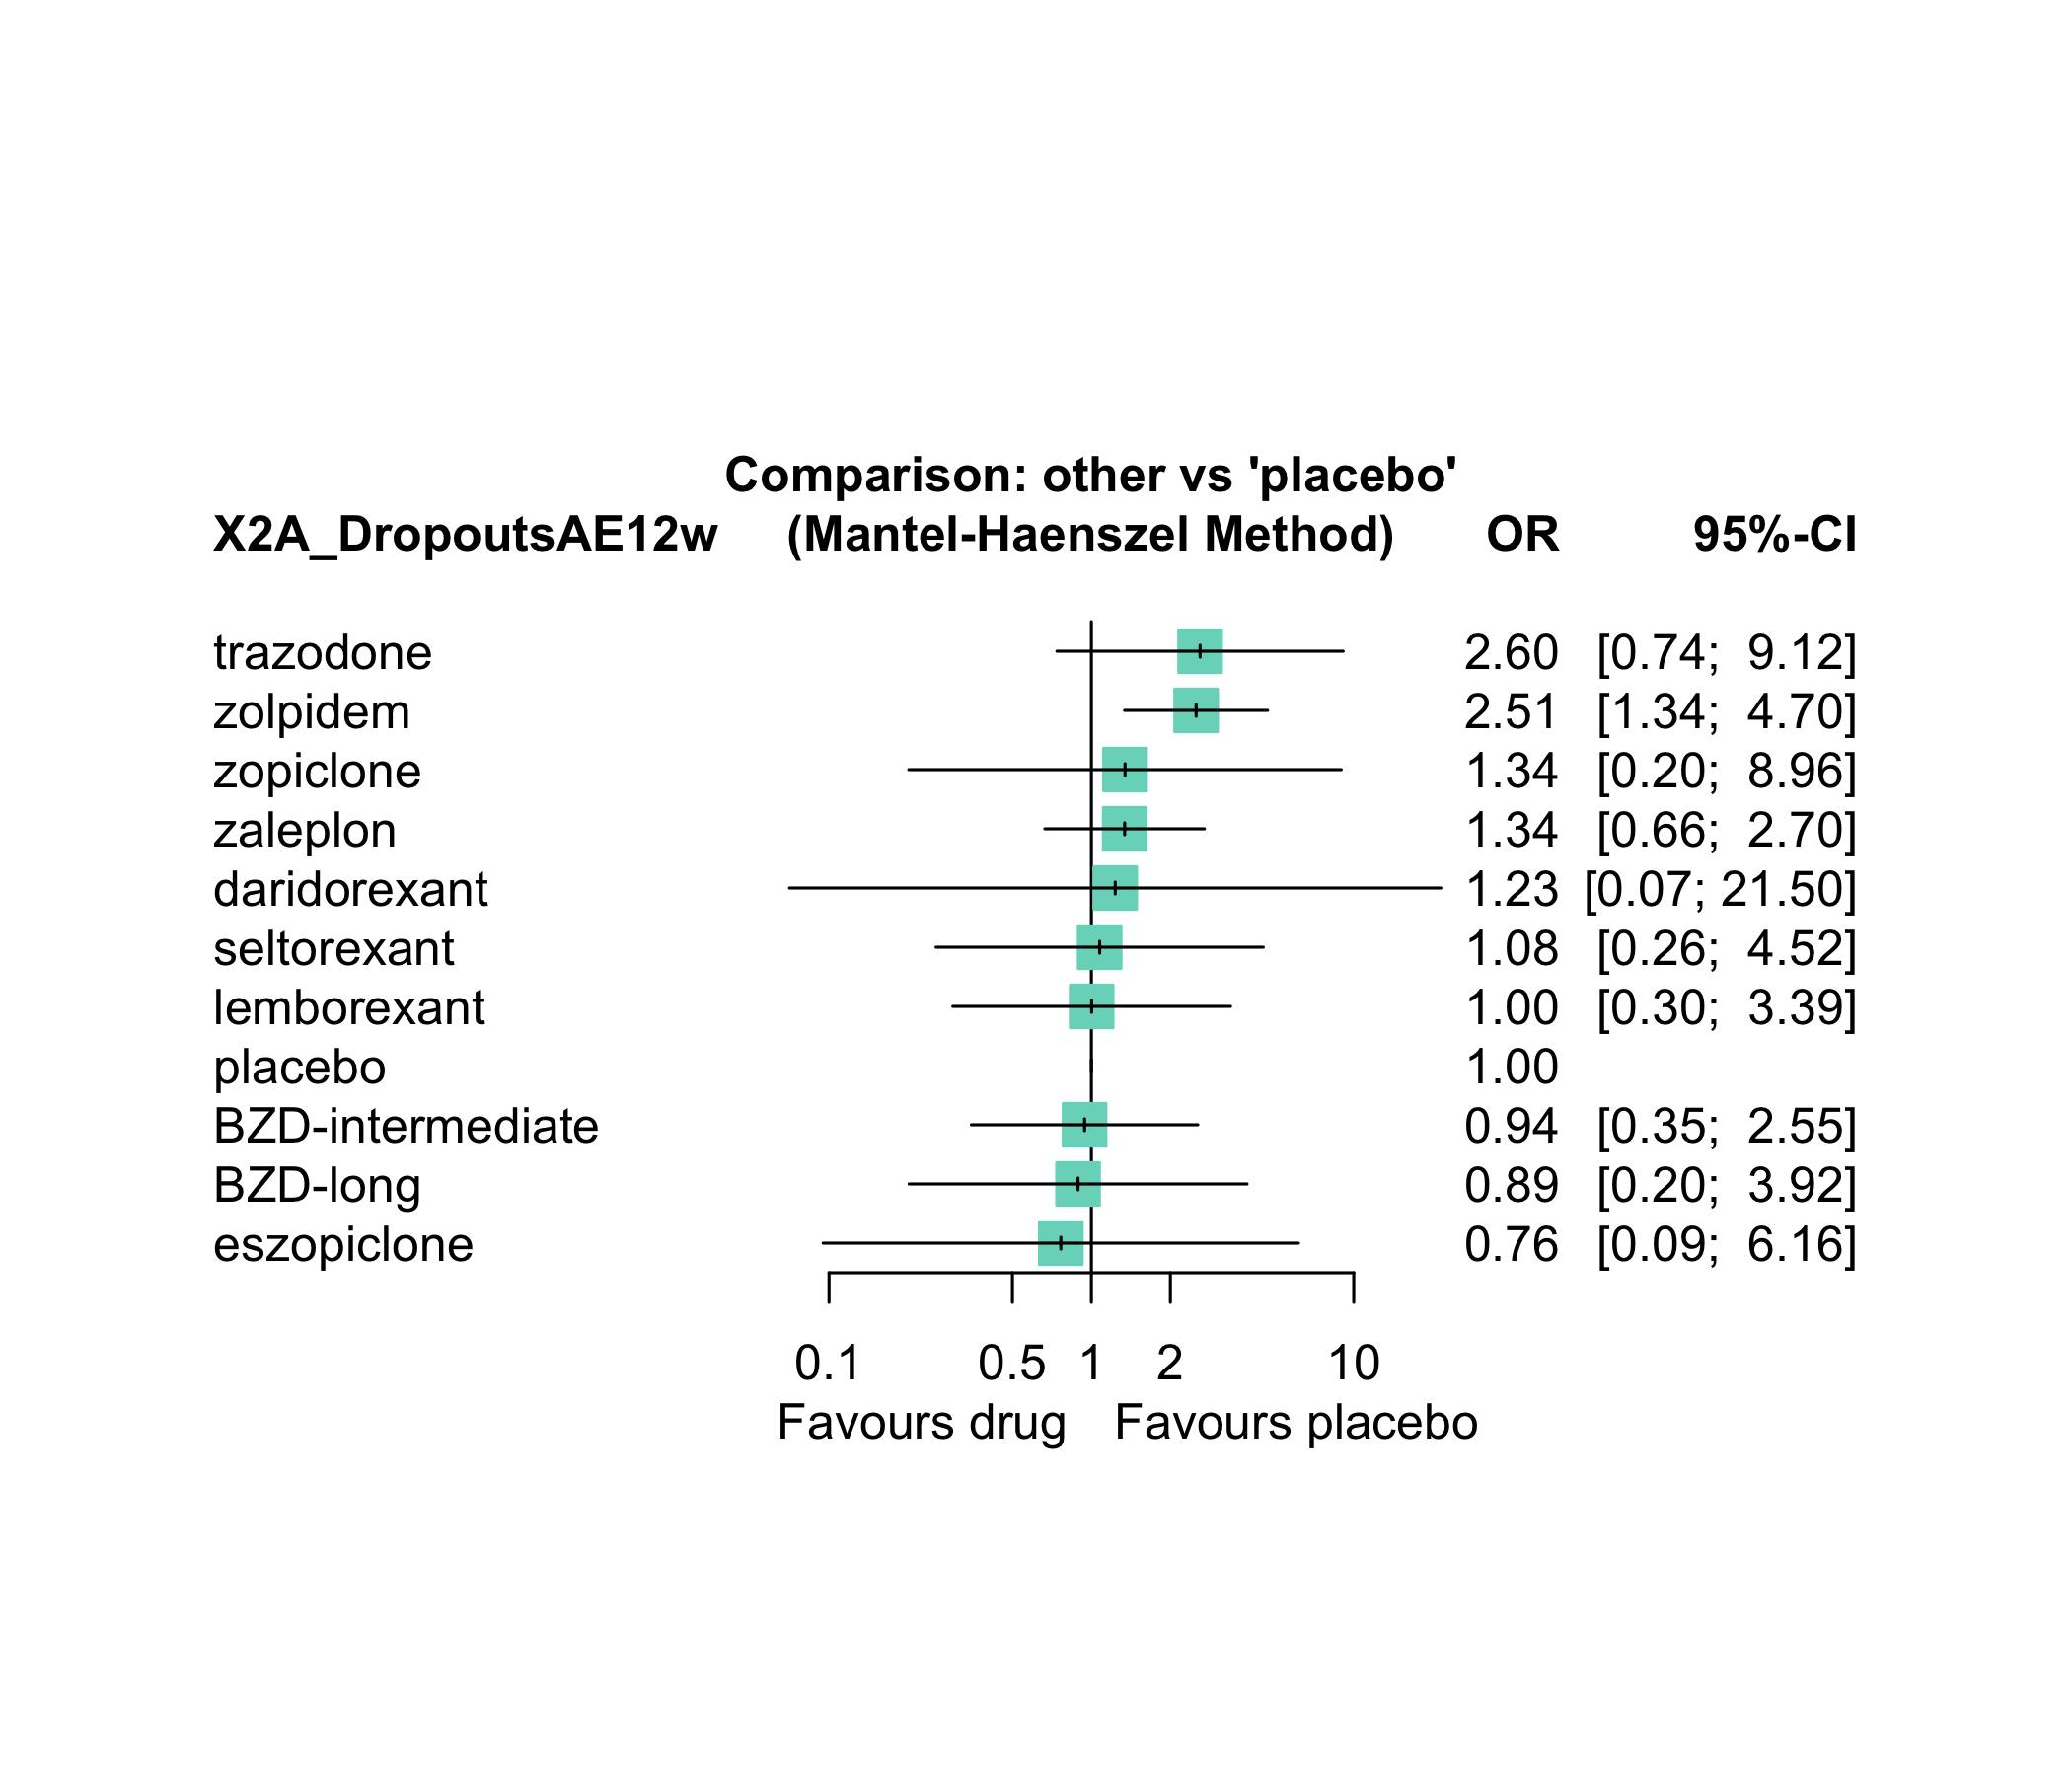 Comparison: other vs 'placebo'
X2A_DropoutsAE12w (Mantel-Haenszel Method) OR 95%-CI
trazodone 2.60 [0.74; 9.12]
zolpidem 2.51 [1.34; 4.70]
zopiclone 1.34 [0.20; 8.96]
zaleplon 1.34 [0.66; 2.70]
daridorexant 1.23 [0.07; 21.50]
seltorexant 1.08 [0.26; 4.52]
lemborexant 1.00 [0.30; 3.39]
placebo 1.00
BZD-intermediate 0.94 [0.35; 2.55]
BZD-long 0.89 [0.20; 3.92]
eszopiclone 0.76 [0.09; 6.16]
0.1 0.5 1 2 10
Favours drug Favours placebo